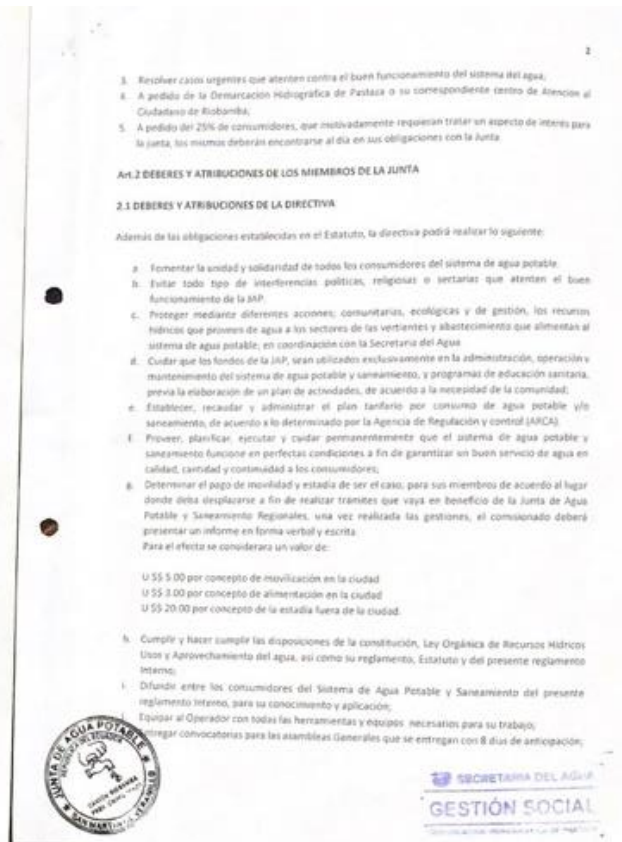 2
3. Resolver casos urgentes que atenten contra el buen funcionamiento del sistema del agua;
4. A pedido de la Demarcación Hidrográfica de Pastaza o su correspondiente centro de Atención al
Ciudadano de Riobamba;
5. A pedido del 25% de consumidores, que motivadamente requieran tratar un aspecto de interés para
la junta, los mismos deberán encontrarse al día en sus obligaciones con la Junta.
Art.2 DEBERES Y ATRIBUCIONES DE LOS MIEMBROS DE LA JUNTA
2.1 DEBERES Y ATRIBUCIONES DE LA DIRECTIVA
Además de las obligaciones establecidas en el Estatuto, la directiva podrá realizar lo siguiente:
a. Fomentar la unidad y solidaridad de todos los consumidores del sistema de agua potable.
b. Evitar todo tipo de interferencias políticas, religiosas o sectarias que atenten el buen
funcionamiento de la JAP.
c. Proteger mediante diferentes acciones, comunitarias, ecológicas y de gestión, los recursos
hídricos que proveen de agua a los sectores de las vertientes y abastecimiento que alimentan al
sistema de agua potable, en coordinación con la Secretaria del Agua
d. Cuidar que los fondos de la JAP, sean utilizados exclusivamente en la administración, operación y
mantenimiento del sistema de agua potable y saneamiento, y programas de educación sanitaria,
previa la elaboración de un plan de actividades, de acuerdo a la necesidad de la comunidad;
e. Establecer, recaudar y administrar el plan tarifario por consumo de agua potable y/o
saneamiento, de acuerdo a lo determinado por la Agencia de Regulación y control (ARCA).
f. Proveer, planificar, ejecutar y cuidar permanentemente que el sistema de agua potable y
saneamiento funcione en perfectas condiciones a fin de garantizar un buen servicio de agua en
calidad, cantidad y continuidad a los consumidores;
g. Determinar el pago de movilidad y estadía de ser el caso, para sus miembros de acuerdo al lugar
donde deba desplazarse a fin de realizar tramites que vaya en beneficio de la Junta de Agua
Potable y Saneamiento Regionales, una vez realizada las gestiones, el comisionado deberá
presentar un informe en forma verbal y escrita
Para el efecto se considerara un valor de:
U S$ 5.00 por concepto de movilización en la ciudad
U S$ 3.00 por concepto de alimentación en la ciudad
U S$ 20.00 por concepto de la estadía fuera de la ciudad.
h. Cumplir y hacer cumplir las disposiciones de la constitución, Ley Orgánica de Recursos Hídricos
Usos y Aprovechamiento del agua, así como su reglamento, Estatuto y del presente reglamento
Interno;
i. Difundir entre los consumidores del Sistema de Agua Potable y Saneamiento del presente
reglamento Interno, para su conocimiento y aplicación;
Equipar al Operador con todas las herramientas y equipos necesarios para su trabajo;
ntregar convocatorias para las asambleas Generales que se entregan con 8 días de anticipación;
JUNTA DE AGUA POTABLE
REPUBLICA DEL ECUADOR
CANTON RIOBAMBA
SAN MARTIN DE VERANILLO
SECRETARIA DEL AGUA
GESTIÓN SOCIAL